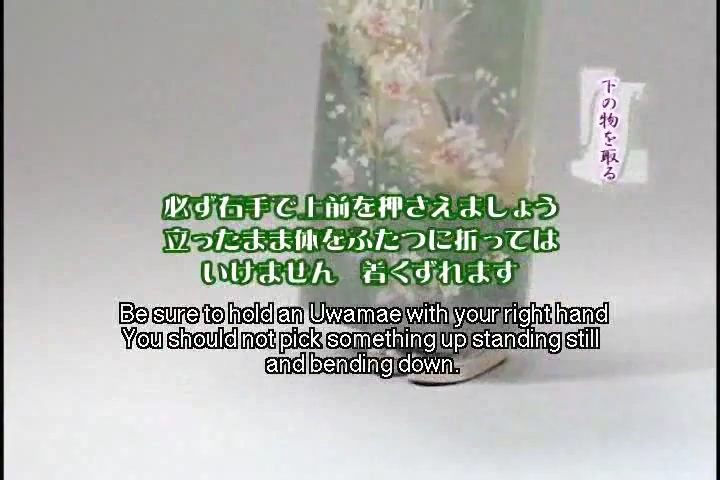 下の物を取る
必ず右手で上前を押さえましょう
立ったまま体をふたつに折っては
いけません 着くずれます
Be sure to hold an Uwamae with your right hand
You should not pick something up standing still
and bending down.